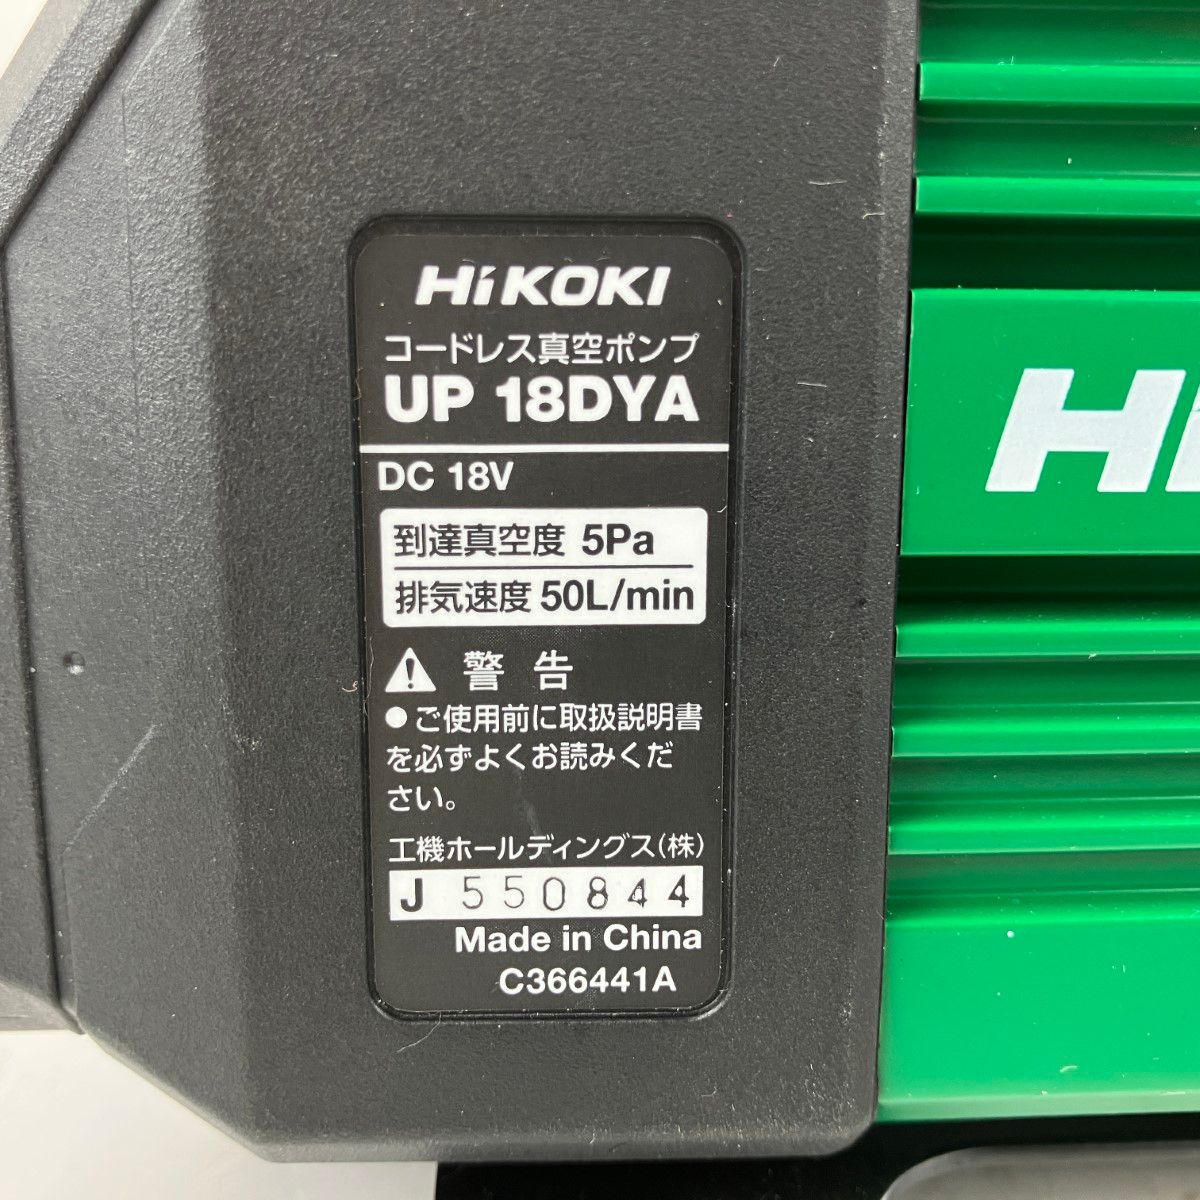 HiKOKI
コードレス真空ポンプ
UP 18DYA
DC 18V
到達真空度 5Pa
排気速度 50L/min
警告
●ご使用前に取扱説明書
を必ずよくお読みくだ
さい。
工機ホールディングス(株)
J 550844
Made in China
C366441A